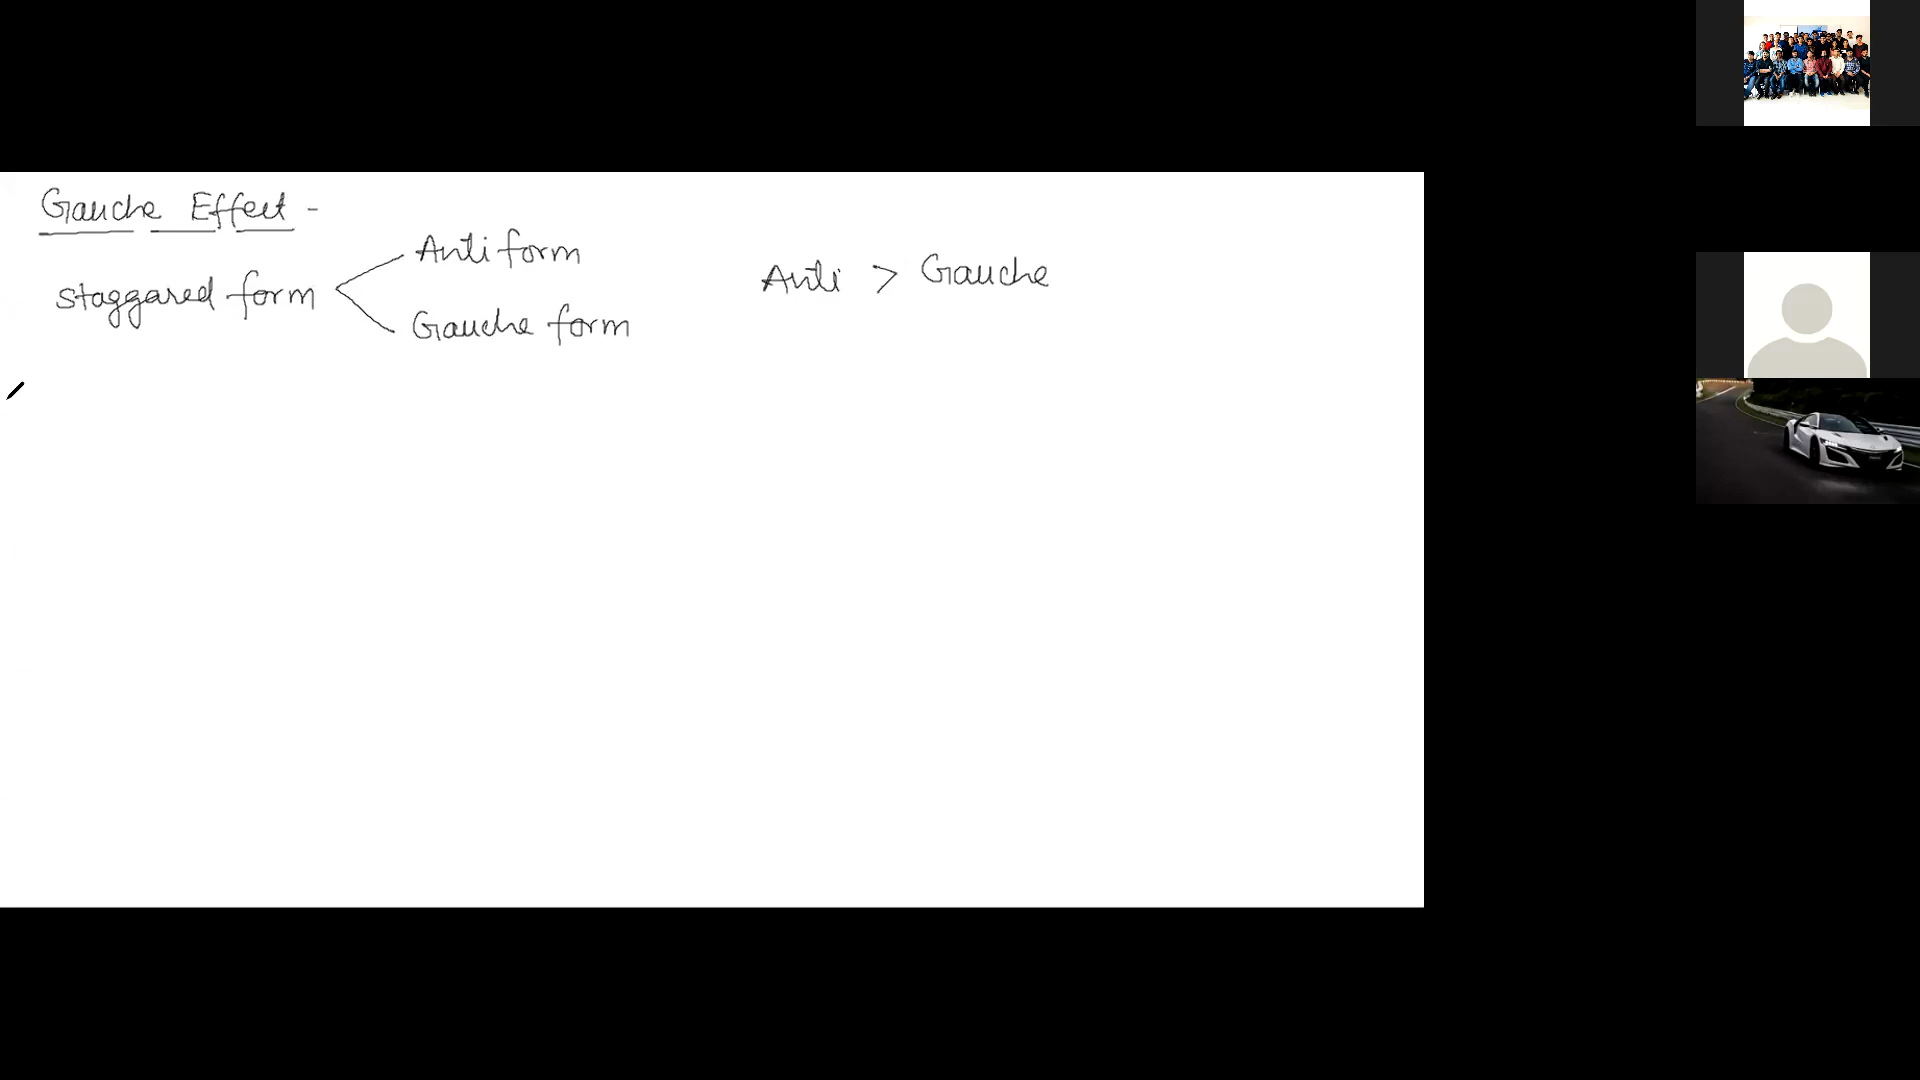 Gauche Effect -
Anti form
staggared form
Anti > Gauche
Gauche form